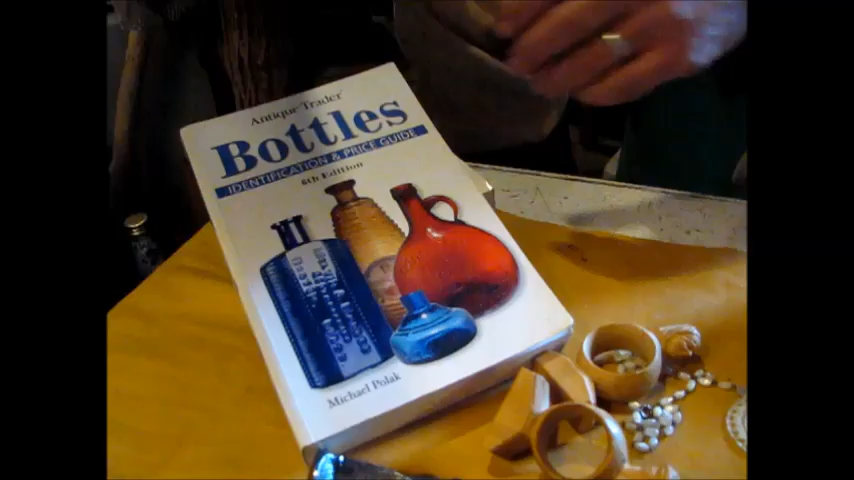 Antique Trader
Bottles
IDENTIFICATION & PRICE GUIDE
6th Edition
Michael Polak